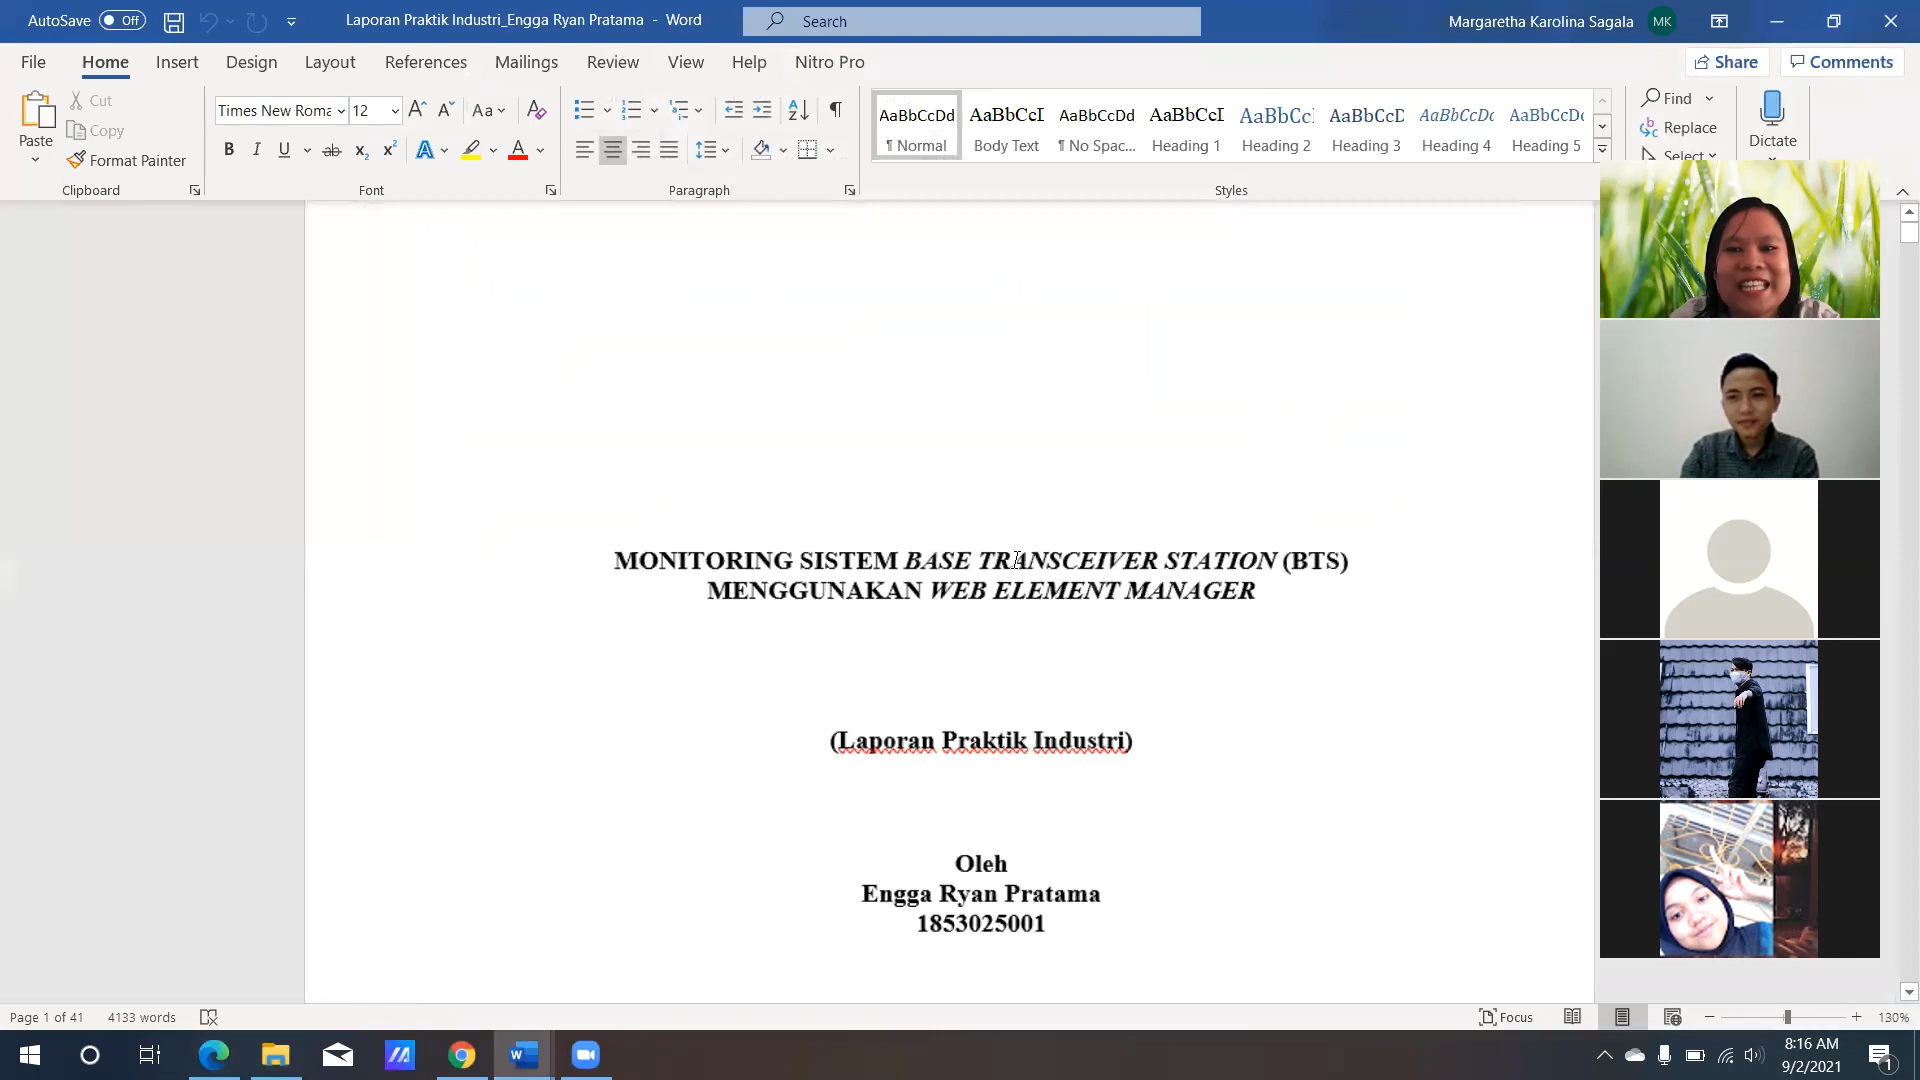 AutoSave Off Laporan Praktik Industri_Engga Ryan Pratama - Word Search Margaretha Karolina Sagala MK
File Home Insert Design Layout References Mailings Review View Help Nitro Pro Share Comments
Times New Roma 12 Aa
Cut
Copy
Format Painter
Paste
Clipboard
Font
Paragraph
AaBbCcDd AaBbCcI AaBbCcDd AaBbCcI AaBbCcI AaBbCcD AaBbCcDc AaBbCcDc
¶ Normal Body Text ¶ No Spac... Heading 1 Heading 2 Heading 3 Heading 4 Heading 5
Styles
Find
Replace
Select
Dictate
MONITORING SISTEM BASE TRANSCEIVER STATION (BTS)
MENGGUNAKAN WEB ELEMENT MANAGER
(Laporan Praktik Industri)
Oleh
Engga Ryan Pratama
1853025001
Page 1 of 41 4133 words Focus 130%
8:16 AM
9/2/2021
1